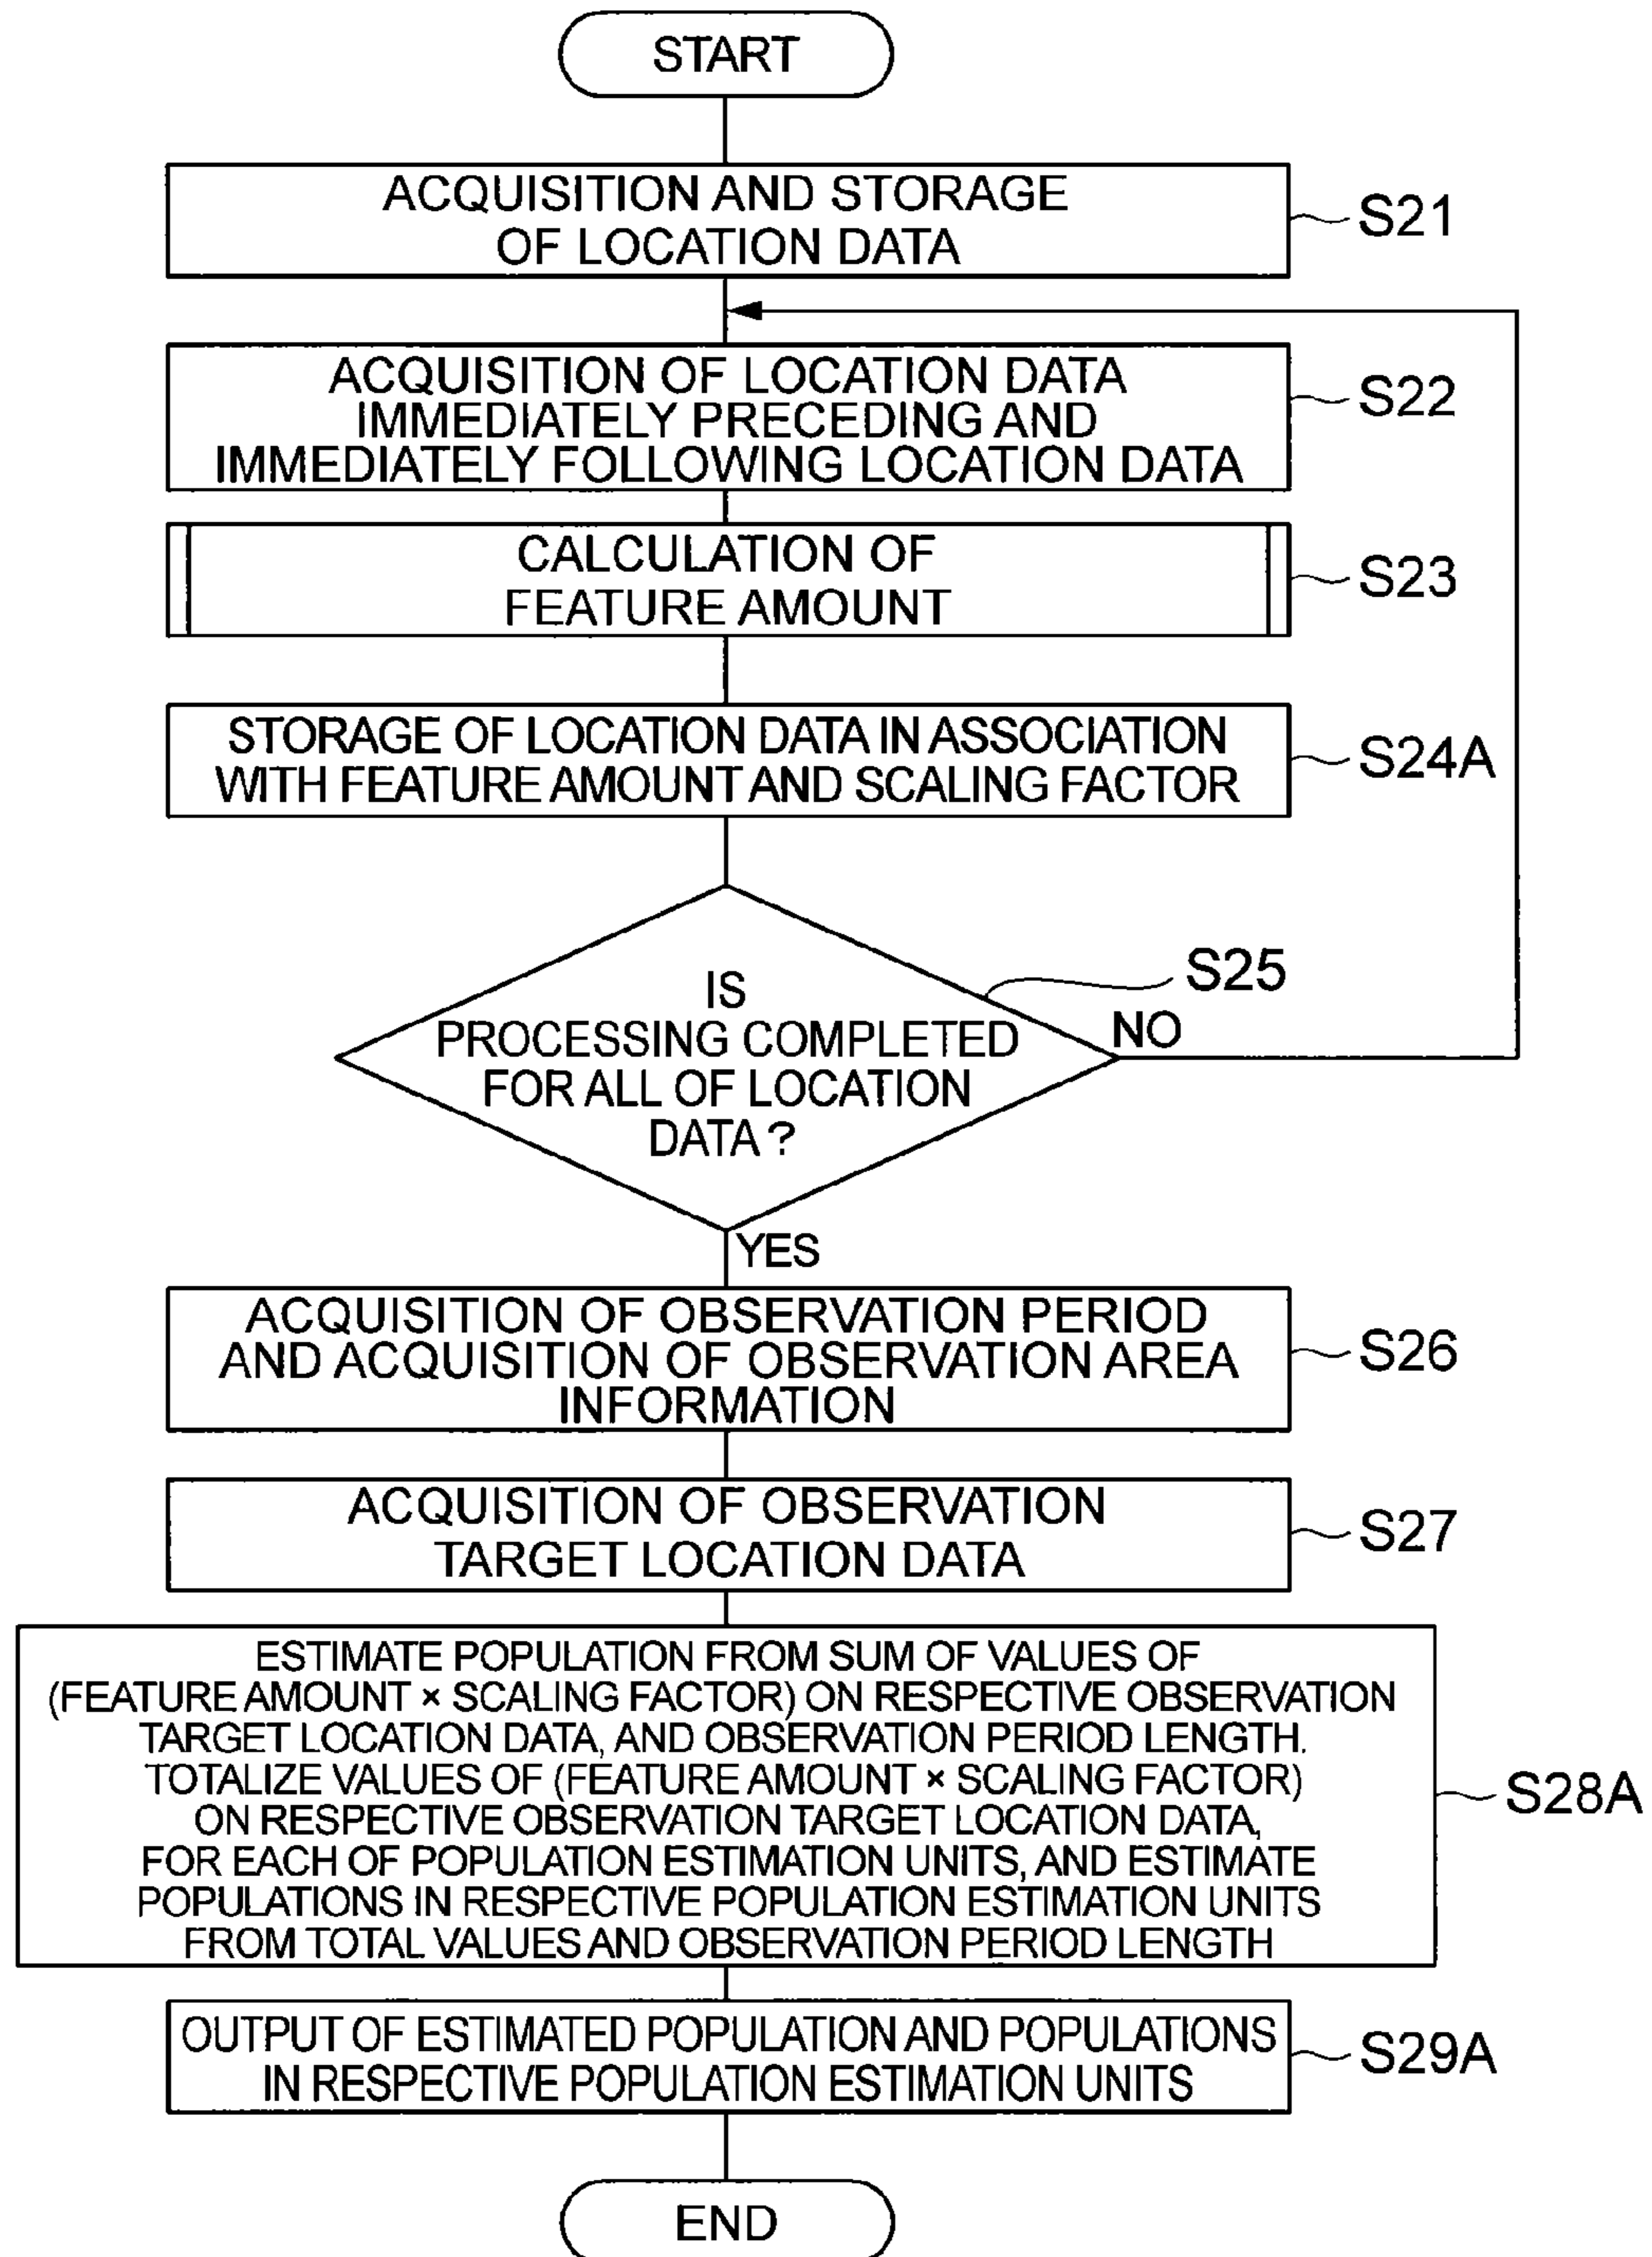 START
ACQUISITION AND STORAGE
OF LOCATION DATA
S21
ACQUISITION OF LOCATION DATA
IMMEDIATELY PRECEDING AND
IMMEDIATELY FOLLOWING LOCATION DATA
S22
CALCULATION OF
FEATURE AMOUNT
S23
STORAGE OF LOCATION DATA IN ASSOCIATION
WITH FEATURE AMOUNT AND SCALING FACTOR
S24A
IS
PROCESSING COMPLETED
FOR ALL OF LOCATION
DATA?
S25
NO
YES
ACQUISITION OF OBSERVATION PERIOD
AND ACQUISITION OF OBSERVATION AREA
INFORMATION
S26
ACQUISITION OF OBSERVATION
TARGET LOCATION DATA
S27
ESTIMATE POPULATION FROM SUM OF VALUES OF
(FEATURE AMOUNT × SCALING FACTOR) ON RESPECTIVE OBSERVATION
TARGET LOCATION DATA, AND OBSERVATION PERIOD LENGTH.
TOTALIZE VALUES OF (FEATURE AMOUNT × SCALING FACTOR)
ON RESPECTIVE OBSERVATION TARGET LOCATION DATA,
FOR EACH OF POPULATION ESTIMATION UNITS, AND ESTIMATE
POPULATIONS IN RESPECTIVE POPULATION ESTIMATION UNITS
FROM TOTAL VALUES AND OBSERVATION PERIOD LENGTH
S28A
OUTPUT OF ESTIMATED POPULATION AND POPULATIONS
IN RESPECTIVE POPULATION ESTIMATION UNITS
S29A
END